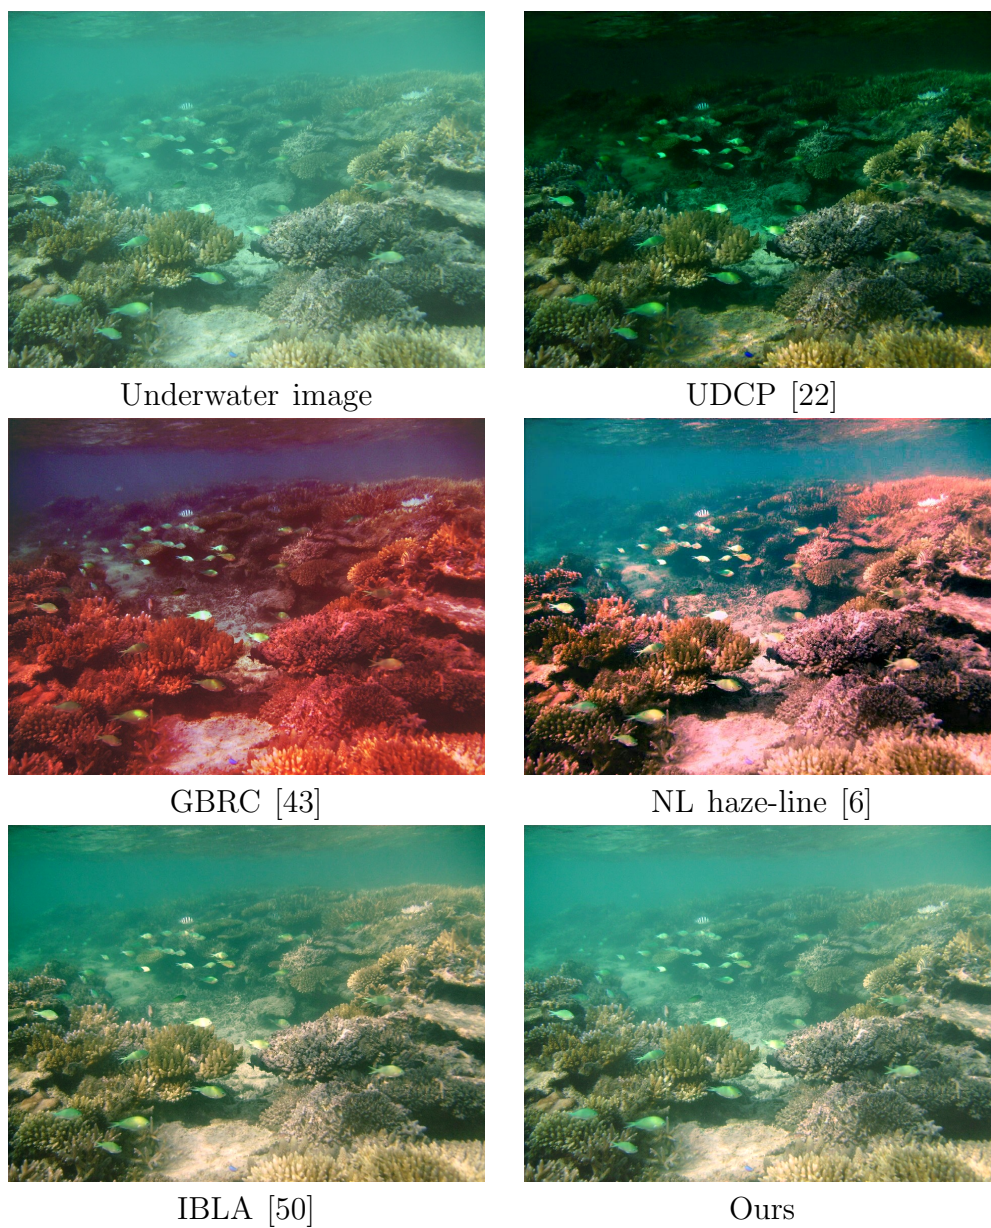 Underwater image
UDCP [22]
GBRC [43]
NL haze-line [6]
IBLA [50]
Ours